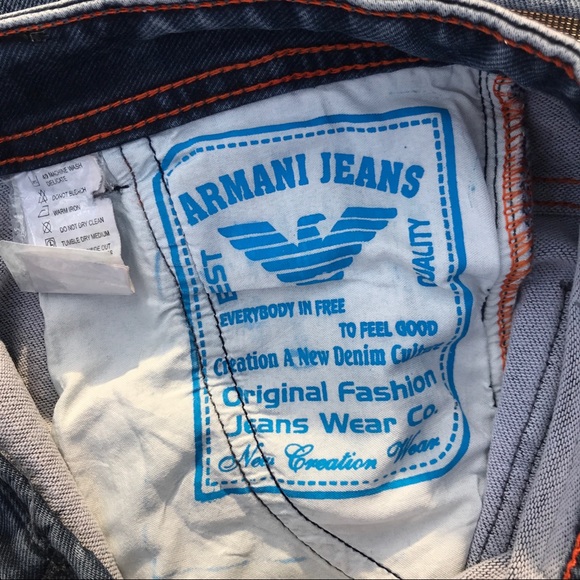 MACHINE WASH
DELICATE
DO NOT BLEACH
WARM IRON
DO NOT DRY CLEAN
TUMBLE DRY MEDIUM
OUT
ARMANI JEANS
EST
QUALITY
EVERYBODY IN FREE
TO FEEL GOOD
Creation A New Denim
Original Fashion
Jeans Wear Co.
New Creation Wear